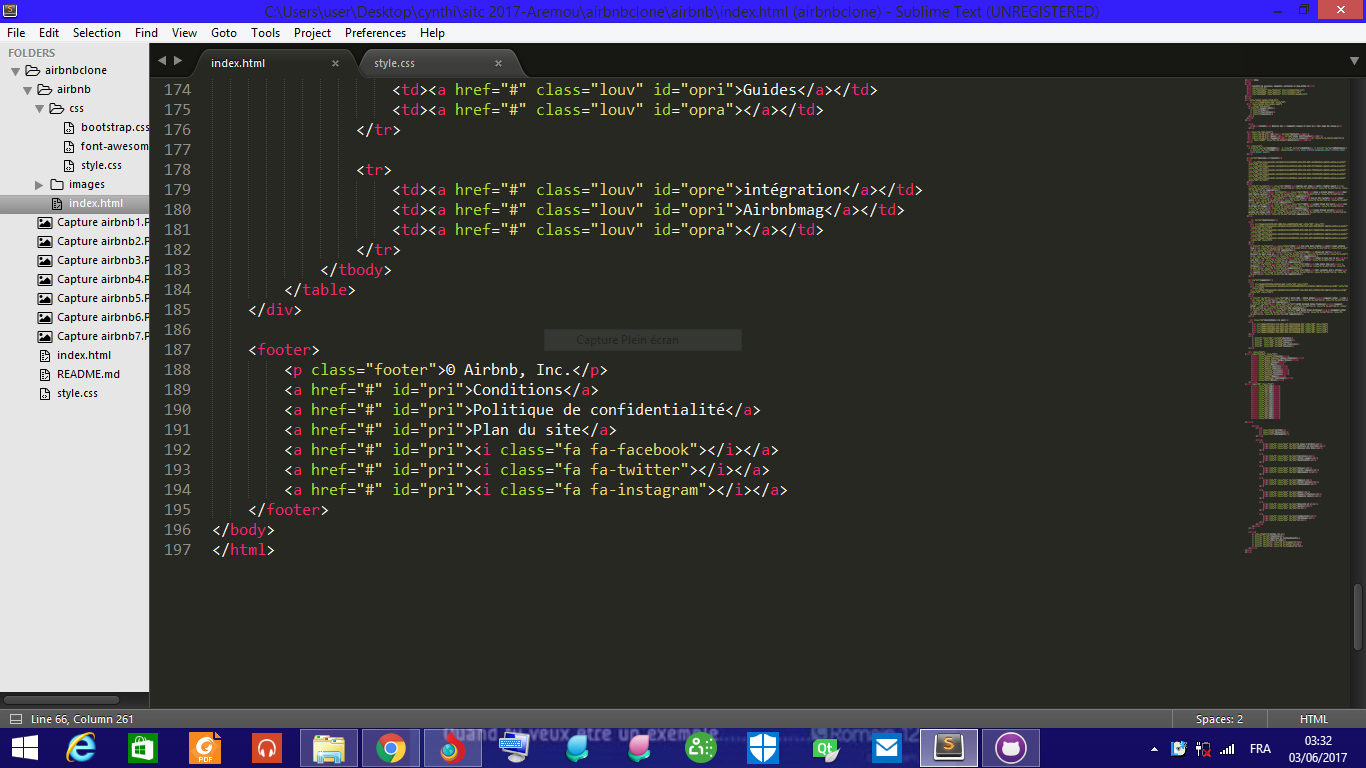 C:\Users\user\Desktop\cynthi\sitc 2017-Aremou\airbnbclone\airbnb\index.html (airbnbclone) - Sublime Text (UNREGISTERED)
File Edit Selection Find View Goto Tools Project Preferences Help
FOLDERS
airbnbclone
airbnb
css
bootstrap.css
font-awesom
style.css
images
index.html
Capture airbnb1.P
Capture airbnb2.P
Capture airbnb3.P
Capture airbnb4.P
Capture airbnb5.P
Capture airbnb6.P
Capture airbnb7.P
index.html
README.md
style.css
index.html × style.css ×
174 <td><a href="#" class="louv" id="opri">Guides</a></td>
175 <td><a href="#" class="louv" id="opra"></a></td>
176 </tr>
177
178 <tr>
179 <td><a href="#" class="louv" id="opre">intégration</a></td>
180 <td><a href="#" class="louv" id="opri">Airbnbmag</a></td>
181 <td><a href="#" class="louv" id="opra"></a></td>
182 </tr>
183 </tbody>
184 </table>
185 </div>
186
Capture Plein écran
187 <footer>
188 <p class="footer">© Airbnb, Inc.</p>
189 <a href="#" id="pri">Conditions</a>
190 <a href="#" id="pri">Politique de confidentialité</a>
191 <a href="#" id="pri">Plan du site</a>
192 <a href="#" id="pri"><i class="fa fa-facebook"></i></a>
193 <a href="#" id="pri"><i class="fa fa-twitter"></i></a>
194 <a href="#" id="pri"><i class="fa fa-instagram"></i></a>
195 </footer>
196 </body>
197 </html>
Line 66, Column 261 Spaces: 2 HTML
PDF
Qt
FRA
03:32
03/06/2017